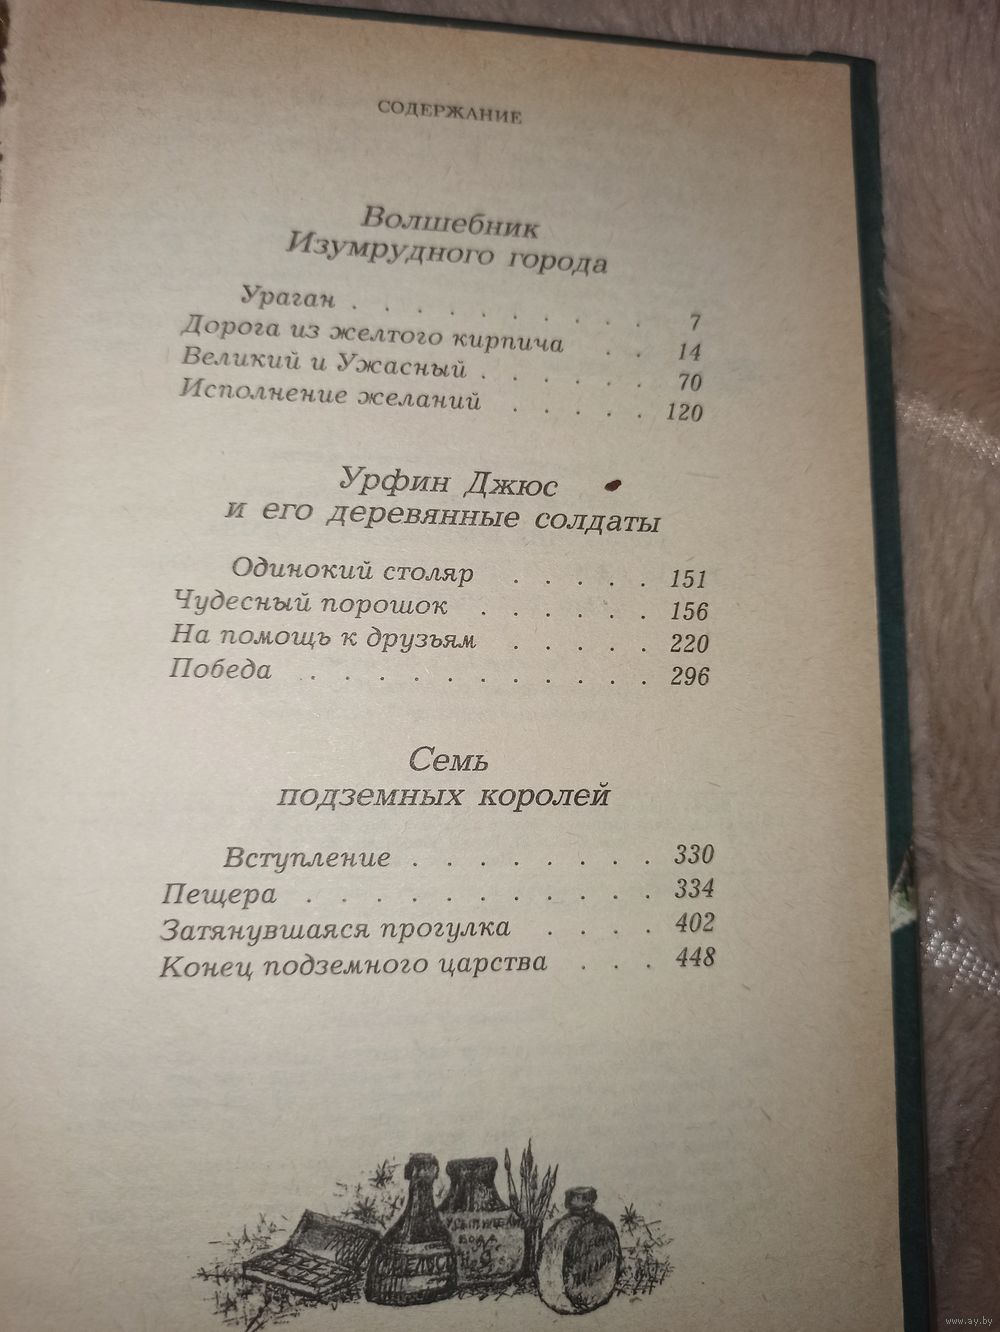 СОДЕРЖАНИЕ
Волшебник
Изумрудного города
Ураган . . . . . . . . . 7
Дорога из желтого кирпича . . 14
Великий и Ужасный . . . . . . 70
Исполнение желаний . . . . . 120
Урфин Джюс
и его деревянные солдаты
Одинокий столяр . . . . . 151
Чудесный порошок . . . . . . 156
На помощь к друзьям . . . . . 220
Победа . . . . . . . . . . . 296
Семь
подземных королей
Вступление . . . . . . . . 330
Пещера . . . . . . . . . . . 334
Затянувшаяся прогулка . . . . 402
Конец подземного царства . . . 448
ВОДА
www.ay.by